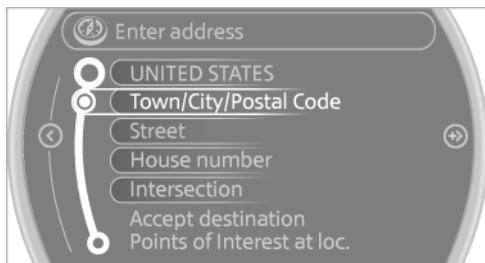 Enter address
UNITED STATES
Town/City/Postal Code
Street
House number
Intersection
Accept destination
Points of Interest at loc.